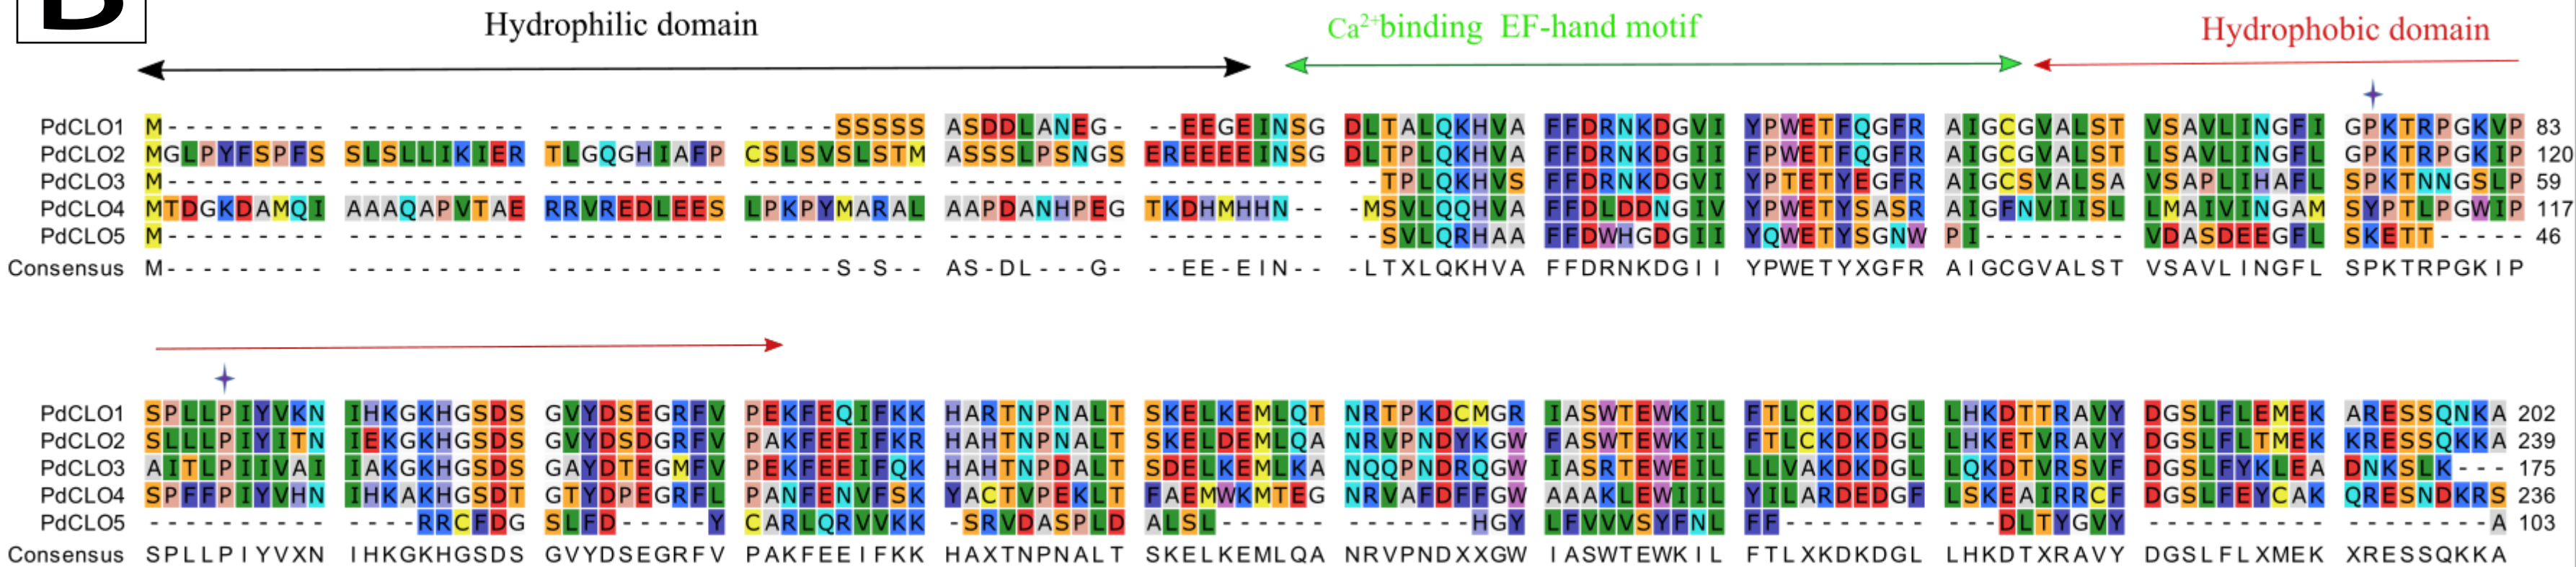 B
Hydrophilic domain Ca2+binding EF-hand motif Hydrophobic domain
PdCLO1 M--------- ---------- ---------- -----SSSSS ASDDLANEG- --EEGEINSG DLTALQKHVA FFDRNKDGVI YPWETFQGFR AIGCGVALST VSAVLINGFI GPKTRPGKVP 83
PdCLO2 MGLPYFSPFS SLSLLIKIER TLGQGHIAFP CSLSVSLSTM ASSSLPSNGS EREEEEINSG DLTPLQKHVA FFDRNKDGII FPWETFQGFR AIGCGVALST LSAVLINGFL GPKTRPGKIP 120
PdCLO3 M--------- ---------- ---------- ---------- ---------- ---------- --TPLQKHVS FFDRNKDGVI YPTETYEGFR AIGCSVALSA VSAPLIHAFL SPKTNNGSLP 59
PdCLO4 MTDGKDAMQI AAAQAPVTAE RRVREDLEES LPKPYMARAL AAPDANHPEG TKDHMHHN-- -MSVLQQHVA FFDLDDNGIV YPWETYSASR AIGFNVIISL LMAIVINGAM SYPTLPGWIP 117
PdCLO5 M--------- ---------- ---------- ---------- ---------- ---------- --SVLQRHAA FFDWHGDGII YQWETYSGNW PI-------- VDASDEEGFL SKETT----- 46
Consensus M--------- ---------- ---------- -----S-S-- AS-DL---G- --EE-EIN-- -LTXLQKHVA FFDRNKDGII YPWETYXGFR AIGCGVALST VSAVLINGFL SPKTRPGKIP
PdCLO1 SPLLPIYVKN IHKGKHGSDS GVYDSEGRFV PEKFEQIFKK HARTNPNALT SKELKEMLQT NRTPKDCMGR IASWTEWKIL FTLCKDKDGL LHKDTTRAVY DGSLFLEMEK ARESSQNKA 202
PdCLO2 SLLLPIYITN IEKGKHGSDS GVYDSDGRFV PAKFEEIFKR HAHTNPNALT SKELDEMLQA NRVPNDYKGW FASWTEWKIL FTLCKDKDGL LHKETVRAVY DGSLFLTMEK KRESSQKKA 239
PdCLO3 AITLPIIVAI IAKGKHGSDS GAYDTEGMFV PEKFEEIFQK HAHTNPDALT SDELKEMLKA NQQPNDRQGW IASRTEWEIL LLVAKDKDGL LQKDTVRSVF DGSLFYKLEA DNKSLK--- 175
PdCLO4 SPFFPIYVHN IHKAKHGSDT GTYDPEGRFL PANFENVFSK YACTVPEKLT FAEMWKMTEG NRVAFDFFGW AAAKLEWIIL YILARDEDGF LSKEAIRRCF DGSLFEYCAK QRESNDKRS 236
PdCLO5 ---------- ----RRCFDG SLFD-----Y CARLQRVVKK -SRVDASPLD ALSL------ -------HGY LFVVVSYFNL FF-------- ---DLTYGVY ---------- --------A 103
Consensus SPLLPIYVXN IHKGKHGSDS GVYDSEGRFV PAKFEEIFKK HAXTNPNALT SKELKEMLQA NRVPNDXXGW IASWTEWKIL FTLXKDKDGL LHKDTXRAVY DGSLFLXMEK XRESSQKKA